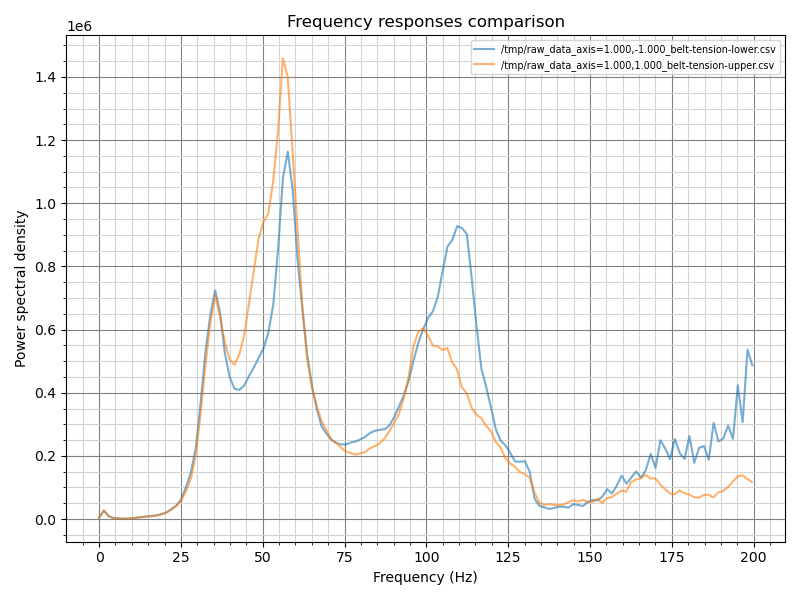 Frequency responses comparison
1e6
/tmp/raw_data_axis=1.000,-1.000_belt-tension-lower.csv
/tmp/raw_data_axis=1.000,1.000_belt-tension-upper.csv
1.4
1.2
1.0
0.8
0.6
0.4
0.2
0.0
Power spectral density
0 25 50 75 100 125 150 175 200
Frequency (Hz)